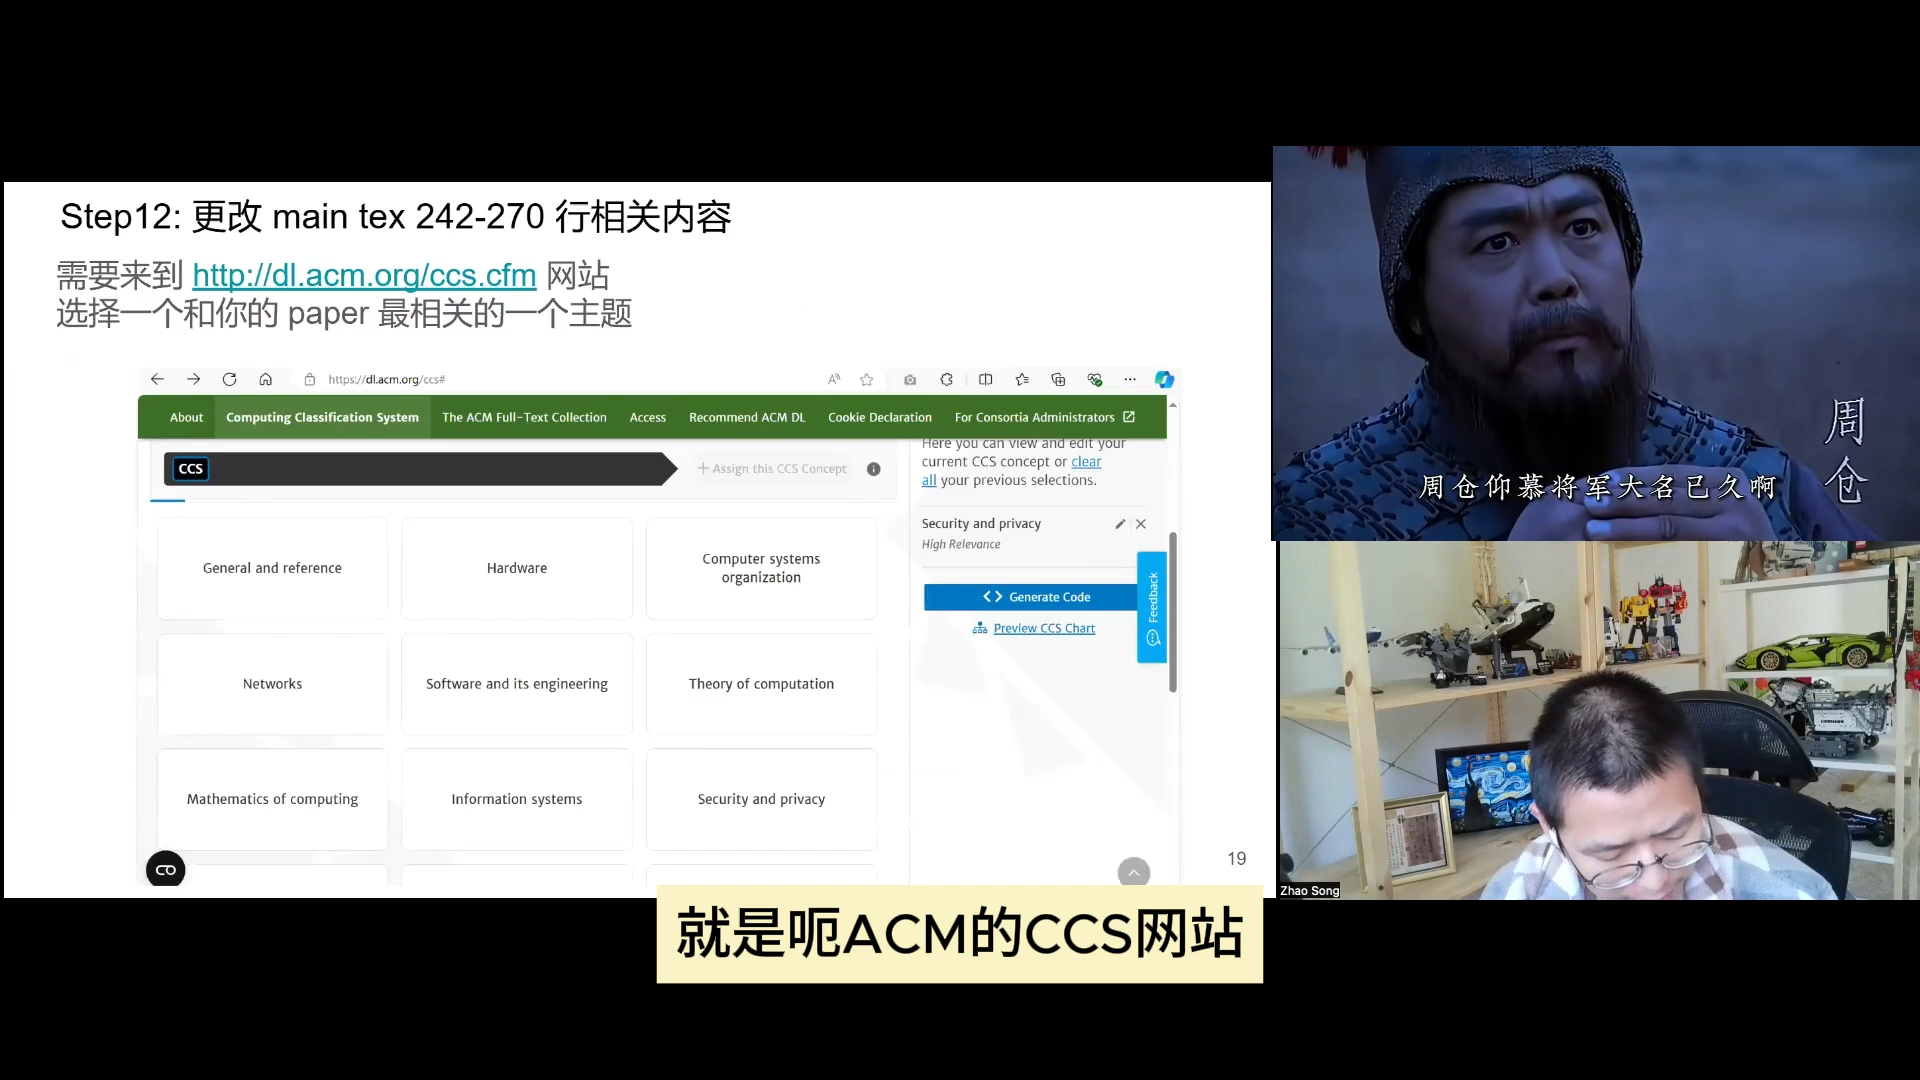 Step12: 更改 main tex 242-270 行相关内容
需要来到 http://dl.acm.org/ccs.cfm 网站
选择一个和你的 paper 最相关的一个主题
https://dl.acm.org/ccs#
About Computing Classification System The ACM Full-Text Collection Access Recommend ACM DL Cookie Declaration For Consortia Administrators
CCS
+ Assign this CCS Concept
Here you can view and edit your
current CCS concept or clear
all your previous selections.
Security and privacy
High Relevance
Generate Code
Preview CCS Chart
Feedback
General and reference
Hardware
Computer systems
organization
Networks
Software and its engineering
Theory of computation
Mathematics of computing
Information systems
Security and privacy
19
周仓
周仓仰慕将军大名已久啊
Zhao Song
就是呃ACM的CCS网站